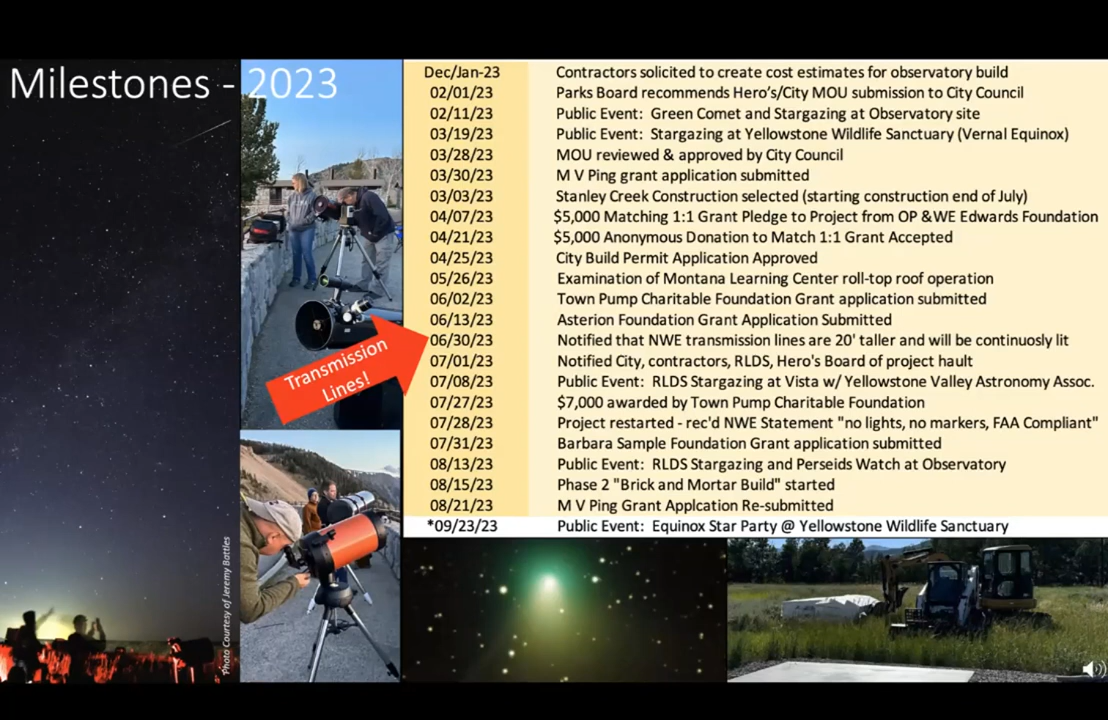 Milestones - 2023
Dec/Jan-23 Contractors solicited to create cost estimates for observatory build
02/01/23 Parks Board recommends Hero's/City MOU submission to City Council
02/11/23 Public Event: Green Comet and Stargazing at Observatory site
03/19/23 Public Event: Stargazing at Yellowstone Wildlife Sanctuary (Vernal Equinox)
03/28/23 MOU reviewed & approved by City Council
03/30/23 M V Ping grant application submitted
03/03/23 Stanley Creek Construction selected (starting construction end of July)
04/07/23 $5,000 Matching 1:1 Grant Pledge to Project from OP &WE Edwards Foundation
04/21/23 $5,000 Anonymous Donation to Match 1:1 Grant Accepted
04/25/23 City Build Permit Application Approved
05/26/23 Examination of Montana Learning Center roll-top roof operation
06/02/23 Town Pump Charitable Foundation Grant application submitted
06/13/23 Asterion Foundation Grant Application Submitted
06/30/23 Notified that NWE transmission lines are 20' taller and will be continuosly lit
07/01/23 Notified City, contractors, RLDS, Hero's Board of project hault
07/08/23 Public Event: RLDS Stargazing at Vista w/ Yellowstone Valley Astronomy Assoc.
07/27/23 $7,000 awarded by Town Pump Charitable Foundation
07/28/23 Project restarted - rec'd NWE Statement "no lights, no markers, FAA Compliant"
07/31/23 Barbara Sample Foundation Grant application submitted
08/13/23 Public Event: RLDS Stargazing and Perseids Watch at Observatory
08/15/23 Phase 2 "Brick and Mortar Build" started
08/21/23 M V Ping Grant Applcation Re-submitted
*09/23/23 Public Event: Equinox Star Party @ Yellowstone Wildlife Sanctuary
Transmission
Lines!
Photo Courtesy of Jeremy Battles